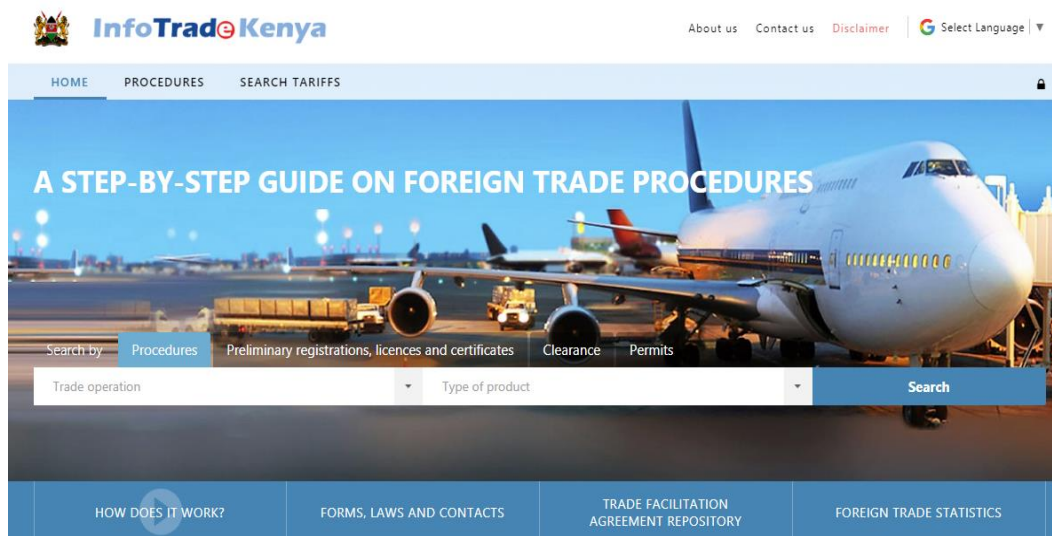 InfoTradeKenya
About us Contact us Disclaimer Select Language
HOME PROCEDURES SEARCH TARIFFS
A STEP-BY-STEP GUIDE ON FOREIGN TRADE PROCEDURES
Search by Procedures Preliminary registrations, licences and certificates Clearance Permits
Trade operation Type of product Search
HOW DOES IT WORK? FORMS, LAWS AND CONTACTS TRADE FACILITATION
AGREEMENT REPOSITORY FOREIGN TRADE STATISTICS